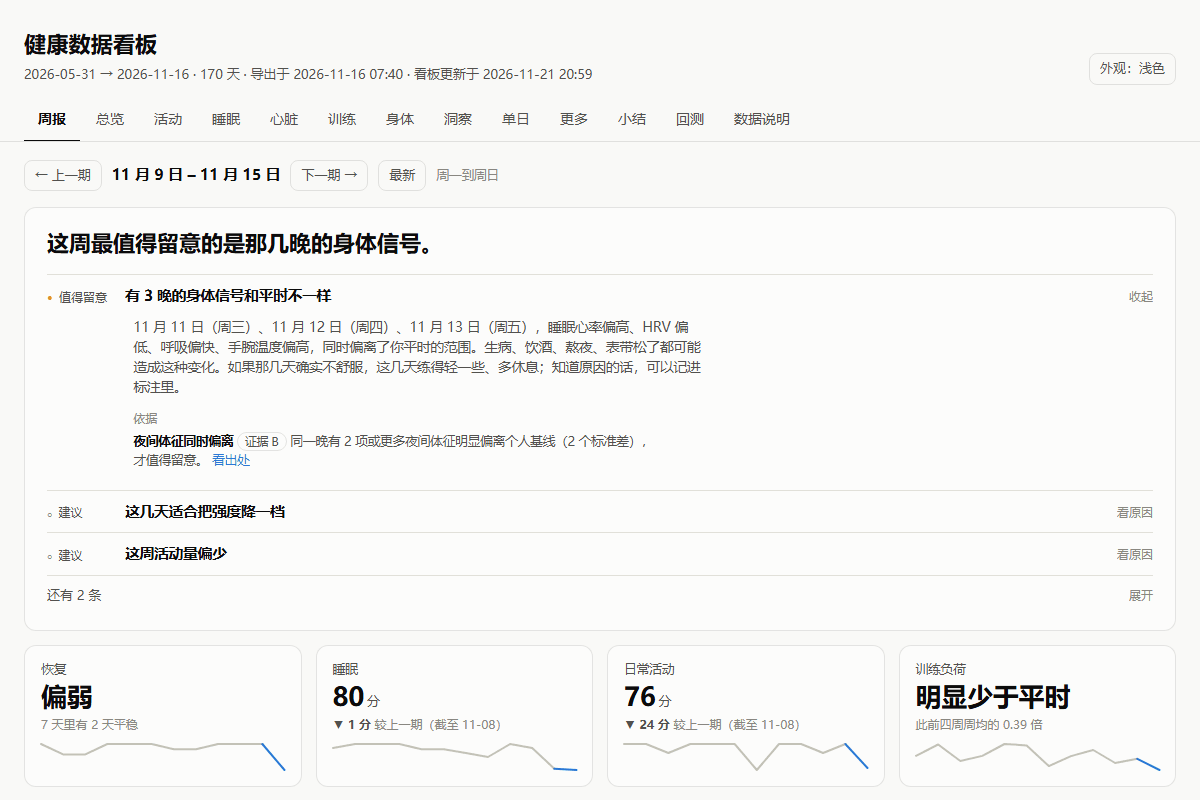 健康数据看板
2026-05-31 → 2026-11-16 · 170 天 · 导出于 2026-11-16 07:40 · 看板更新于 2026-11-21 20:59
外观：浅色
周报 总览 活动 睡眠 心脏 训练 身体 洞察 单日 更多 小结 回测 数据说明
← 上一期 11 月 9 日 – 11 月 15 日 下一期 → 最新 周一到周日
这周最值得留意的是那几晚的身体信号。
值得留意 有 3 晚的身体信号和平时不一样 收起
11 月 11 日（周三）、11 月 12 日（周四）、11 月 13 日（周五），睡眠心率偏高、HRV 偏
低、呼吸偏快、手腕温度偏高，同时偏离了你平时的范围。生病、饮酒、熬夜、表带松了都可能
造成这种变化。如果那几天确实不舒服，这几天练得轻一些、多休息；知道原因的话，可以记进
标注里。
依据
夜间体征同时偏离 证据 B 同一晚有 2 项或更多夜间体征明显偏离个人基线（2 个标准差），
才值得留意。 看出处
建议 这几天适合把强度降一档 看原因
建议 这周活动量偏少 看原因
还有 2 条 展开
恢复
偏弱
7 天里有 2 天平稳
睡眠
80 分
▼ 1 分 较上一期（截至 11-08）
日常活动
76 分
▼ 24 分 较上一期（截至 11-08）
训练负荷
明显少于平时
此前四周周均的 0.39 倍